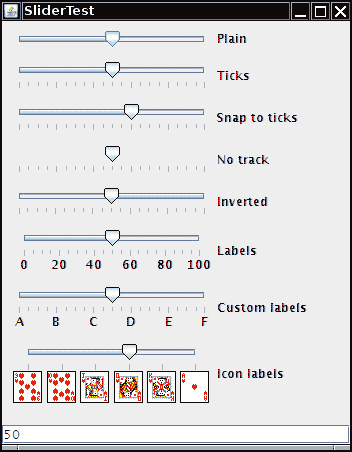 SliderTest
Plain
Ticks
Snap to ticks
No track
Inverted
Labels
0 20 40 60 80 100
Custom labels
A B C D E F
Icon labels
50